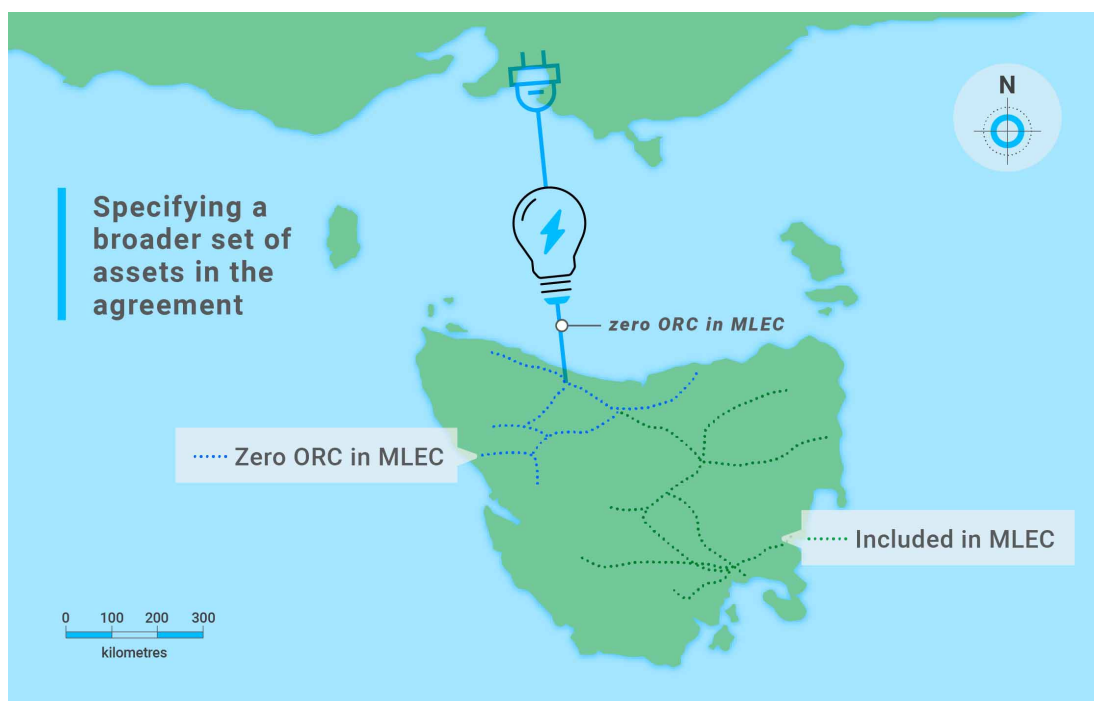 N
Specifying a
broader set of
assets in the
agreement
zero ORC in MLEC
Zero ORC in MLEC
Included in MLEC
0 100 200 300
kilometres